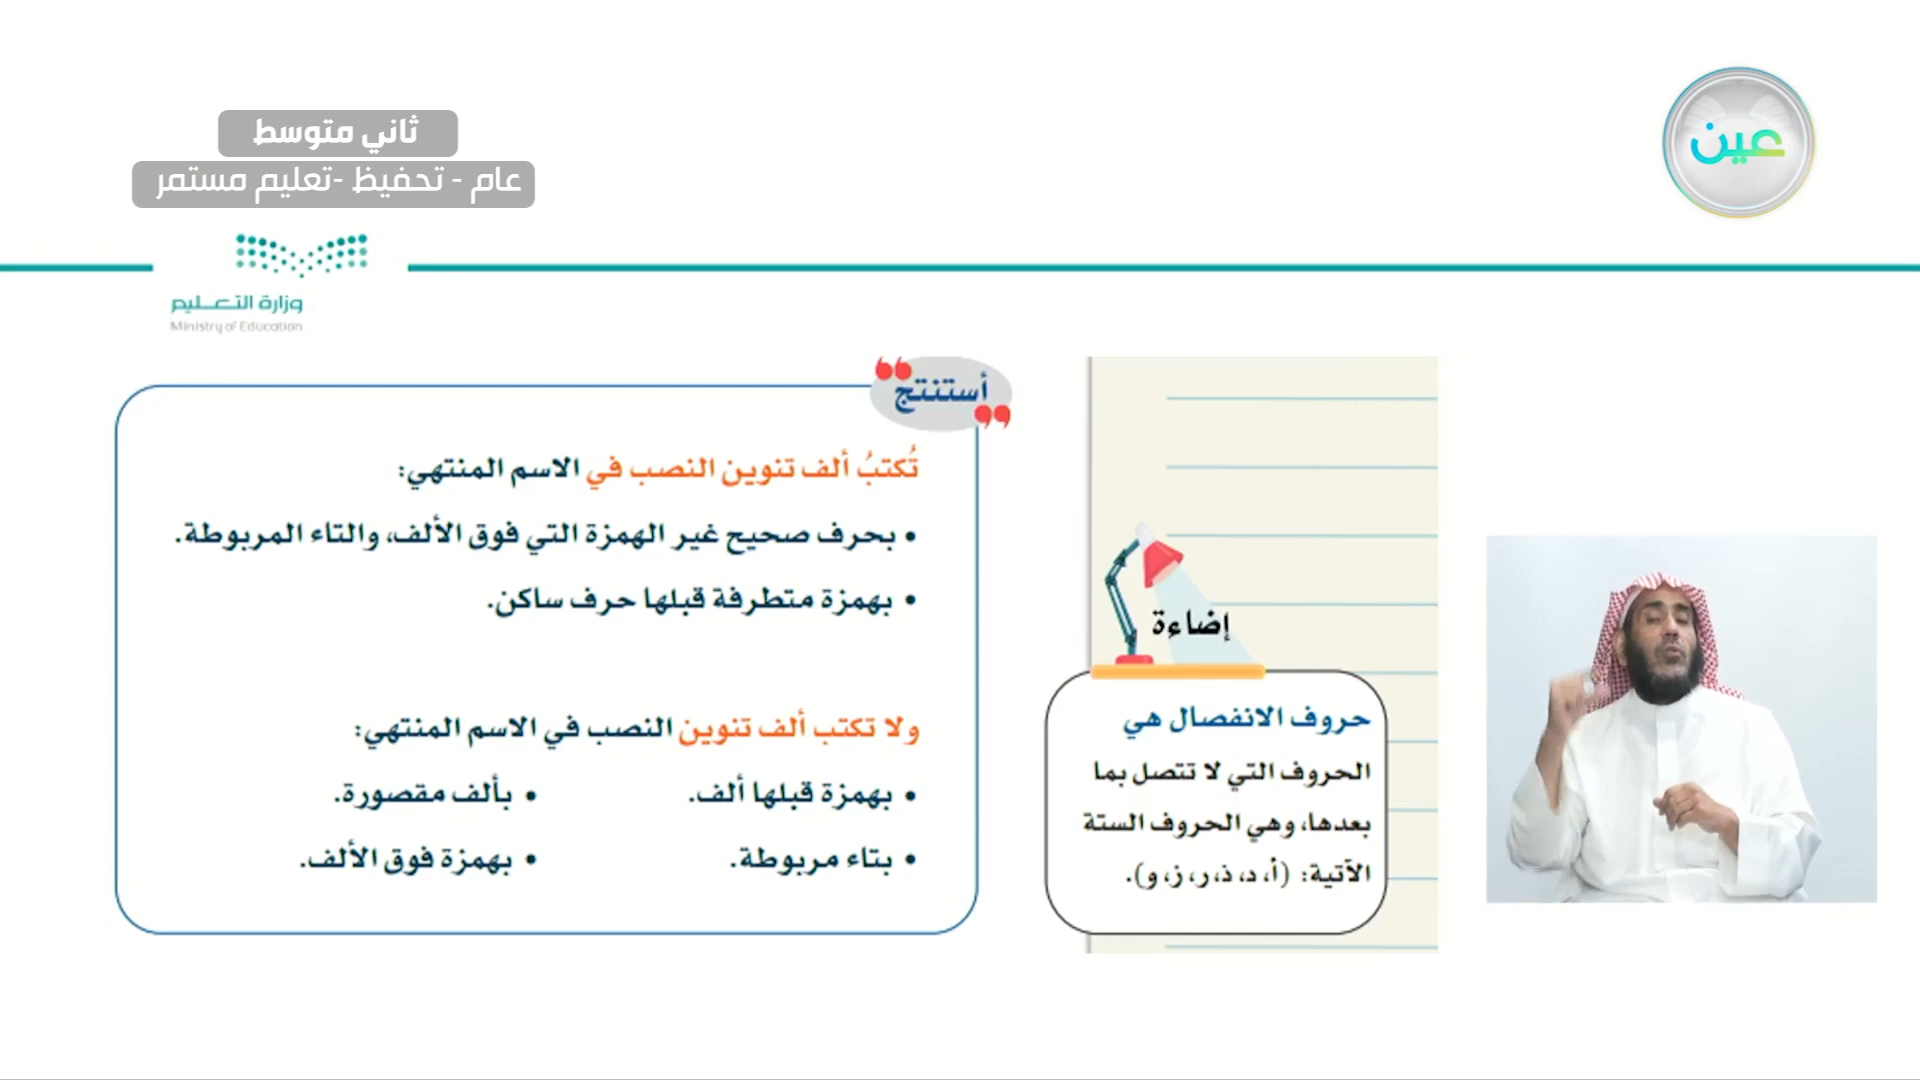 ثاني متوسط
عام - تحفيظ -تعليم مستمر
عين
وزارة التعـــليم
Ministry of Education
أستنتج
تُكتبُ ألف تنوين النصب في الاسم المنتهي:
• بحرف صحيح غير الهمزة التي فوق الألف، والتاء المربوطة.
• بهمزة متطرفة قبلها حرف ساكن.
ولا تكتب ألف تنوين النصب في الاسم المنتهي:
• بهمزة قبلها ألف. • بألف مقصورة.
• بتاء مربوطة. • بهمزة فوق الألف.
إضاءة
حروف الانفصال هي
الحروف التي لا تتصل بما
بعدها، وهي الحروف الستة
الآتية: (أ، د، ذ، ر، ز، و).